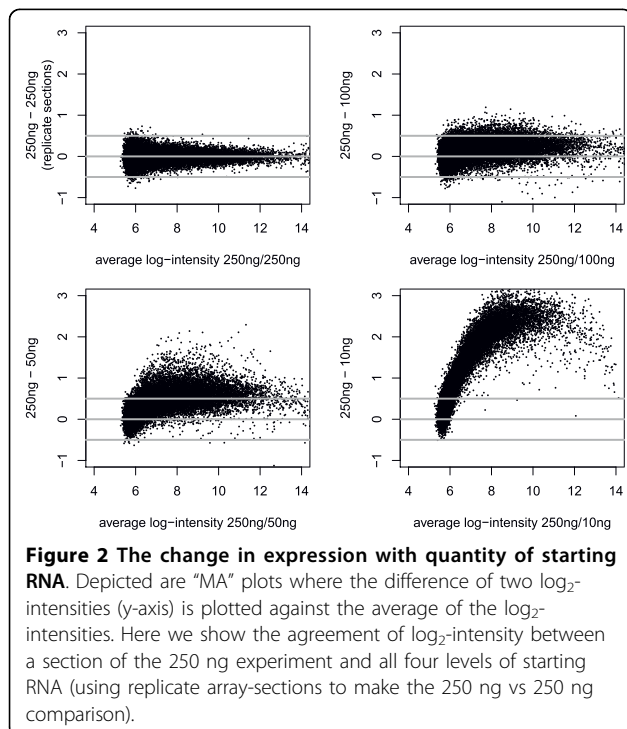 3
2
1
0
−1
250ng − 250ng
(replicate sections)
4 6 8 10 12 14
average log−intensity 250ng/250ng
3
2
1
0
−1
250ng − 100ng
4 6 8 10 12 14
average log−intensity 250ng/100ng
3
2
1
0
−1
250ng − 50ng
4 6 8 10 12 14
average log−intensity 250ng/50ng
3
2
1
0
−1
250ng − 10ng
4 6 8 10 12 14
average log−intensity 250ng/10ng
Figure 2 The change in expression with quantity of starting
RNA. Depicted are "MA" plots where the difference of two log₂-
intensities (y-axis) is plotted against the average of the log₂-
intensities. Here we show the agreement of log₂-intensity between
a section of the 250 ng experiment and all four levels of starting
RNA (using replicate array-sections to make the 250 ng vs 250 ng
comparison).